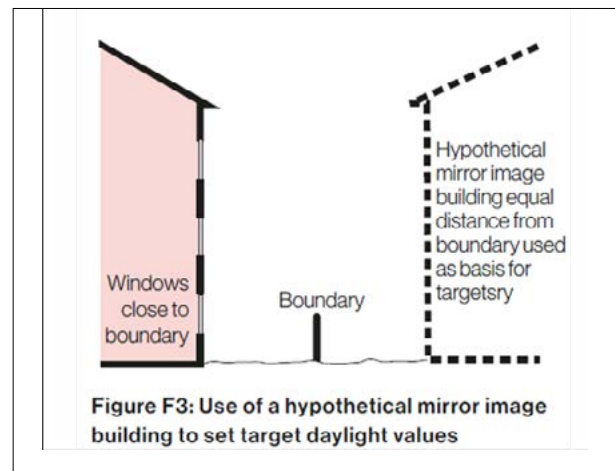 Hypothetical
mirror image
building equal
distance from
boundary used
as basis for
targetsry
Windows
close to
boundary
Boundary
Figure F3: Use of a hypothetical mirror image
building to set target daylight values